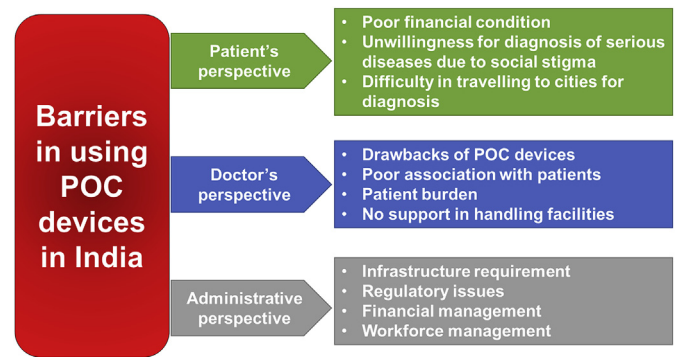 Barriers
in using
POC
devices
in India
Patient's
perspective
• Poor financial condition
• Unwillingness for diagnosis of serious
diseases due to social stigma
• Difficulty in travelling to cities for
diagnosis
Doctor's
perspective
• Drawbacks of POC devices
• Poor association with patients
• Patient burden
• No support in handling facilities
Administrative
perspective
• Infrastructure requirement
• Regulatory issues
• Financial management
• Workforce management